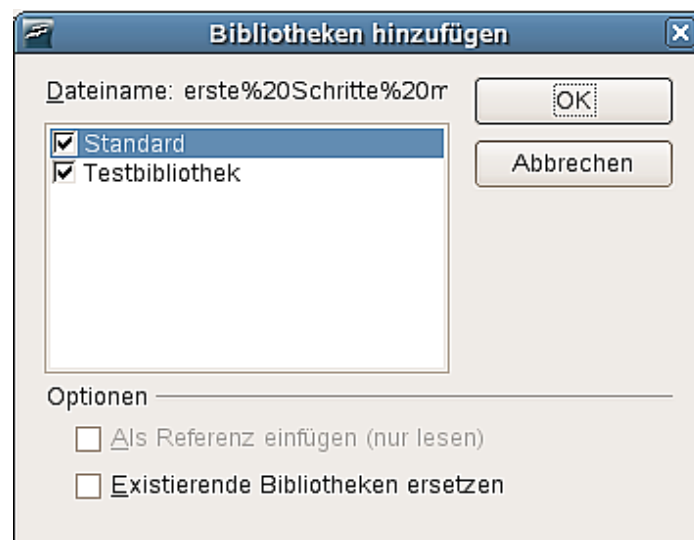 Bibliotheken hinzufügen
Dateiname: erste%20Schritte%20m
OK
Standard
Testbibliothek
Abbrechen
Optionen
Als Referenz einfügen (nur lesen)
Existierende Bibliotheken ersetzen